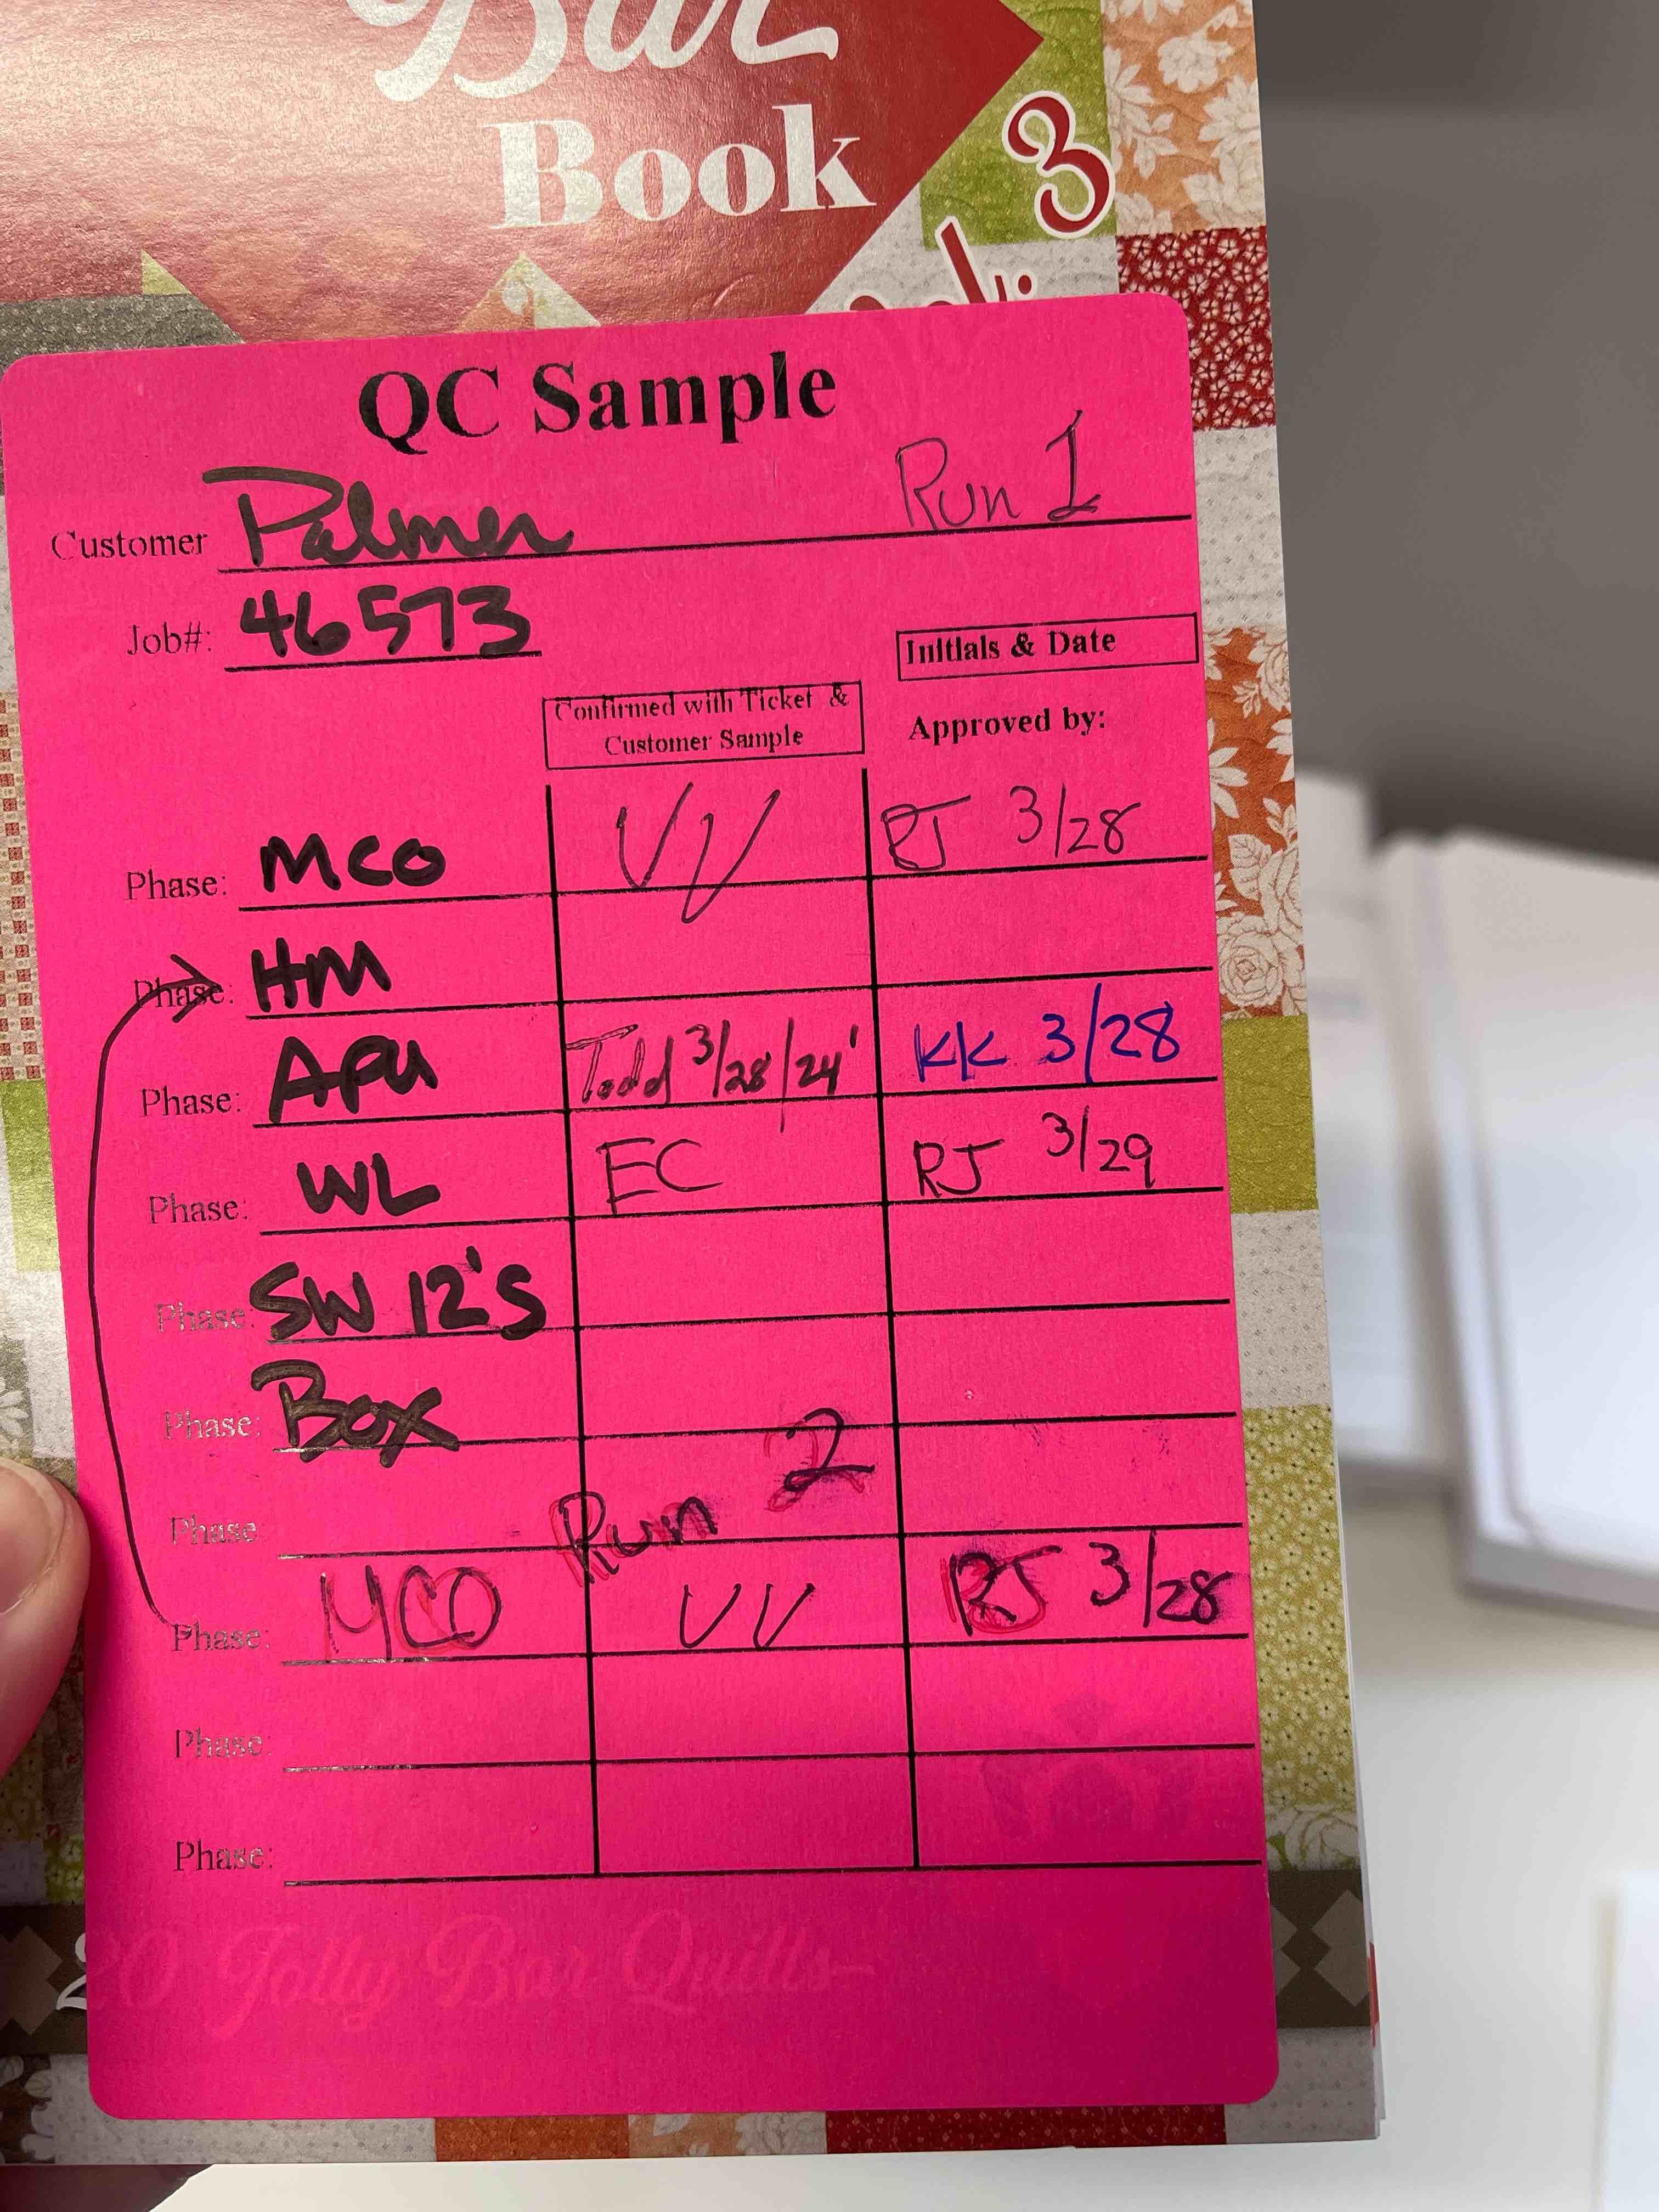 Bar
Book
3
QC Sample
Run 1
Customer Palmer
Job#: 46573
Initials & Date
Confirmed with Ticket &
Customer Sample
Approved by:
Phase: MCO VV RJ 3/28
Phase: HM
Phase: APM Todd 3/28/24' KK 3/28
Phase: WL EC RJ 3/29
Phase: SW 12's
Phase: Box
Run 2
Phase
Phase: MCO VV RJ 3/28
Phase:
Phase:
20 Jolly Bar Quilts